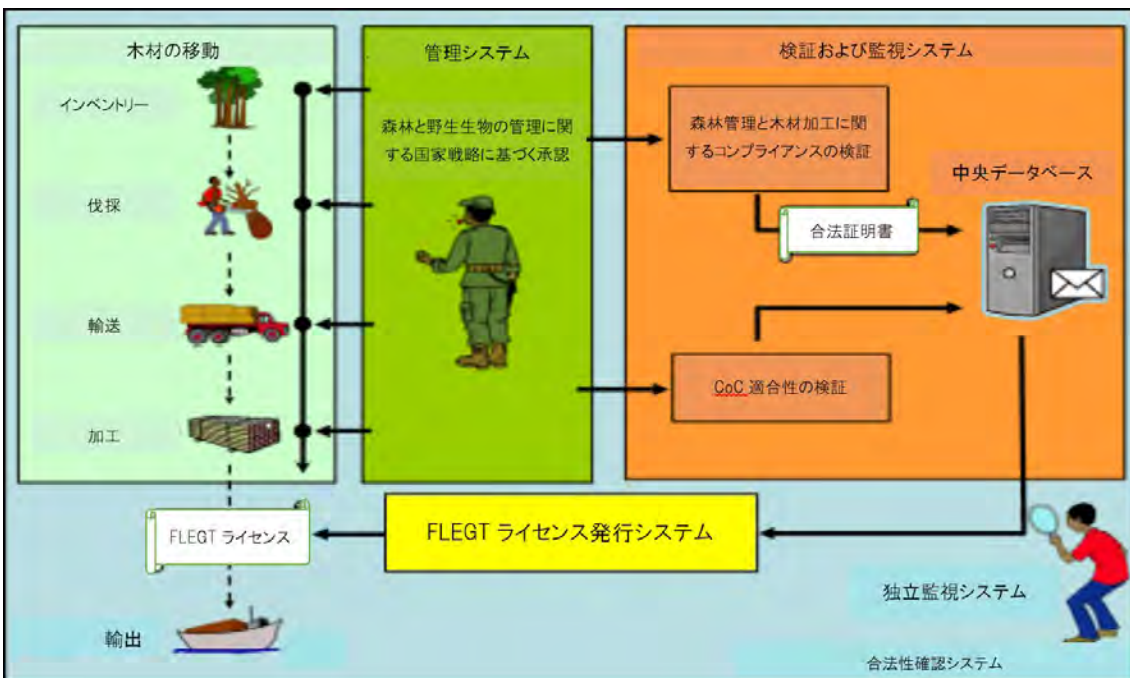 木材の移動
インベントリー
伐採
輸送
加工
管理システム
森林と野生生物の管理に関
する国家戦略に基づく承認
検証および監視システム
森林管理と木材加工に関
するコンプライアンスの検証
合法証明書
中央データベース
CoC 適合性の検証
FLEGT ライセンス発行システム
FLEGT ライセンス
輸出
独立監視システム
合法性確認システム